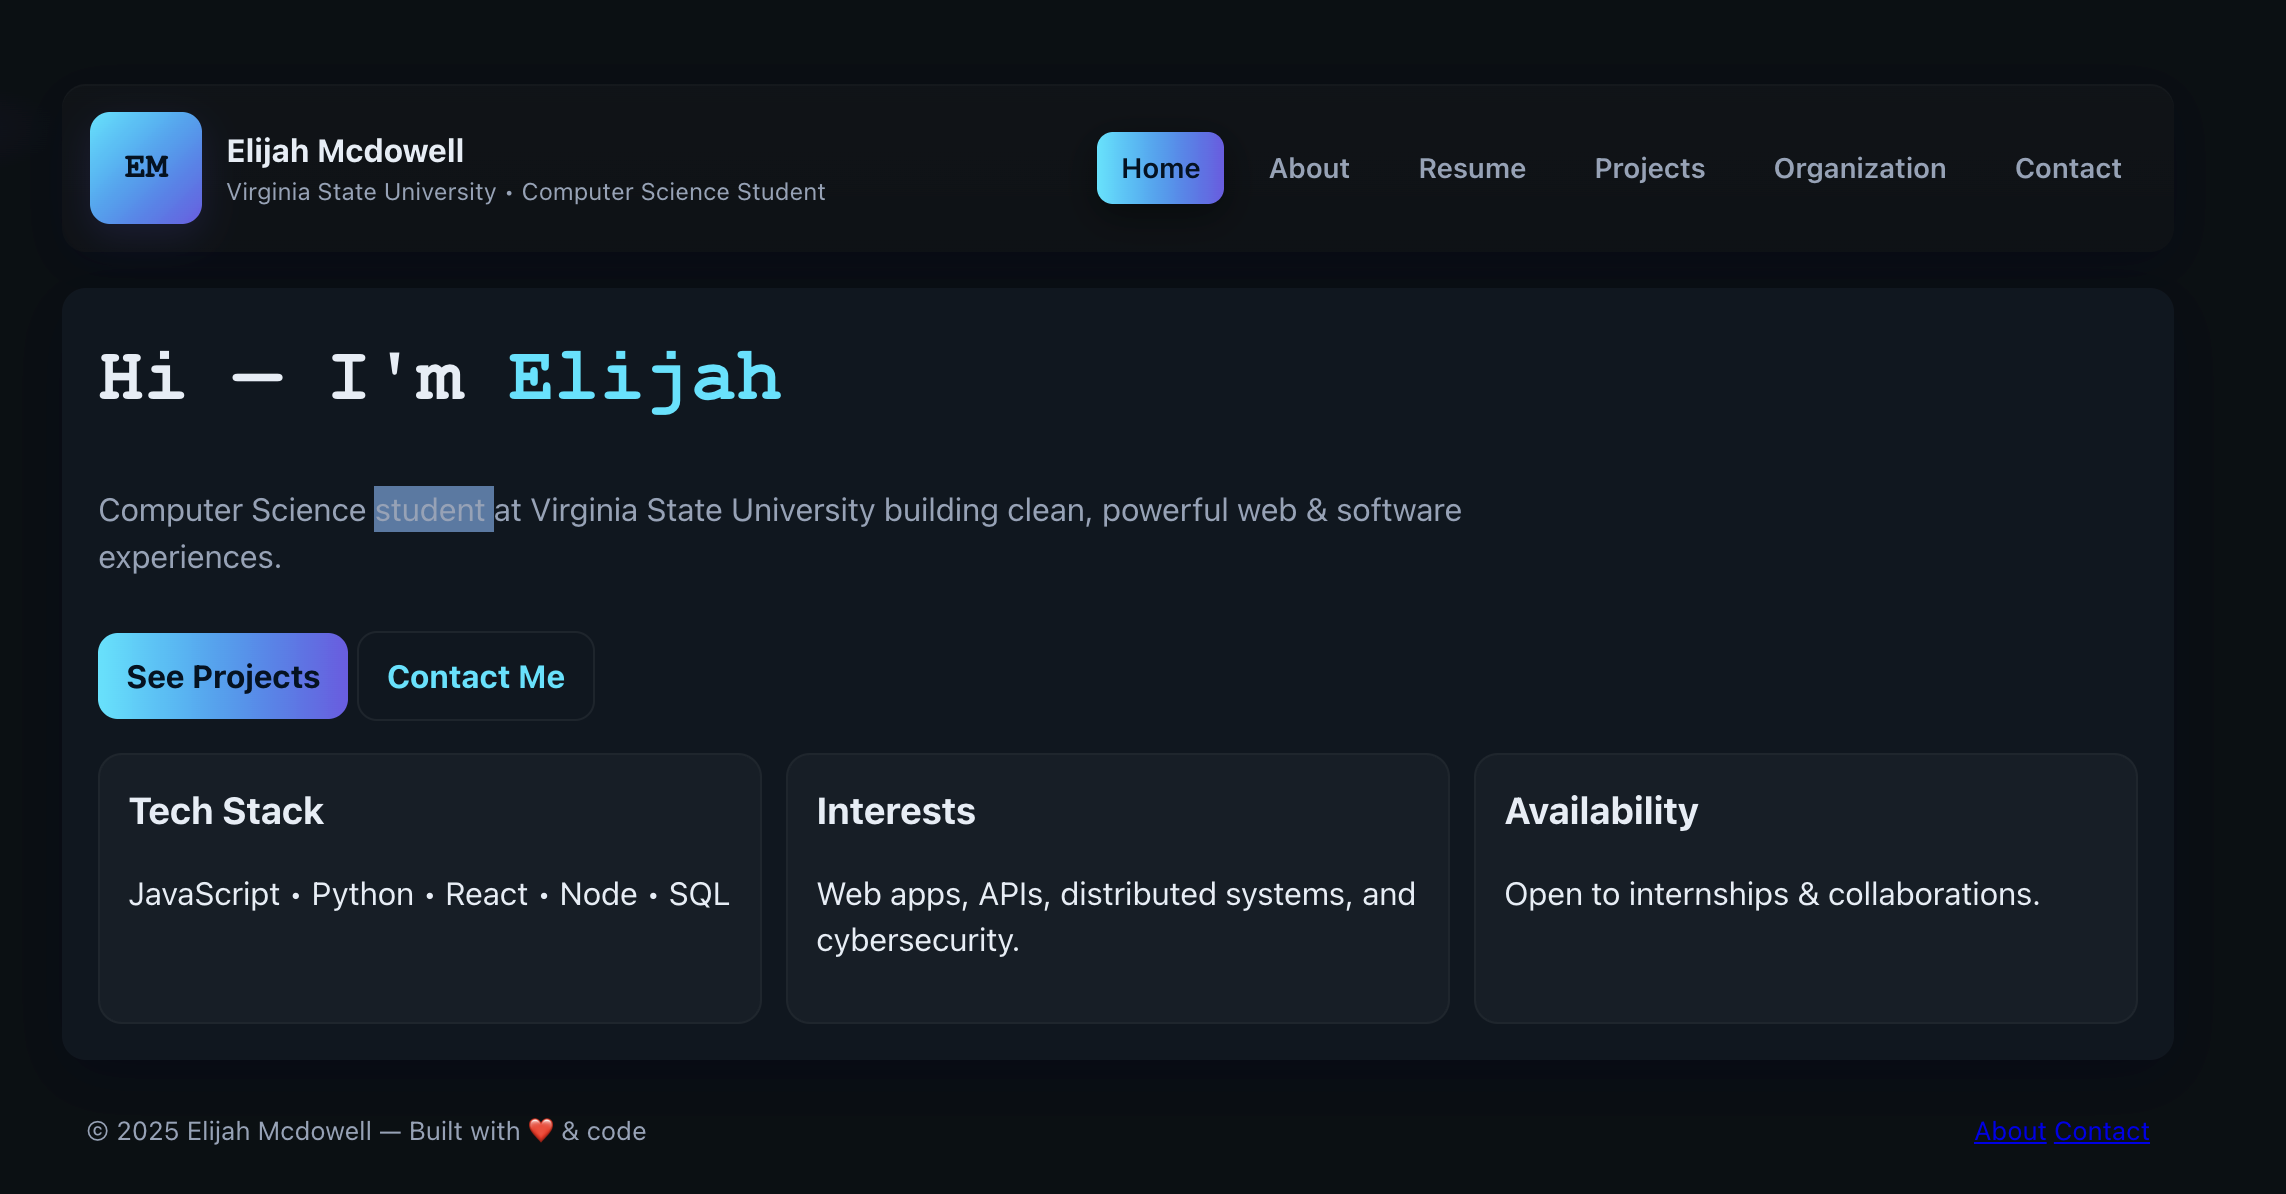 EM
Elijah Mcdowell
Virginia State University • Computer Science Student
Home
About
Resume
Projects
Organization
Contact
Hi — I'm Elijah
Computer Science student at Virginia State University building clean, powerful web & software
experiences.
See Projects
Contact Me
Tech Stack
JavaScript • Python • React • Node • SQL
Interests
Web apps, APIs, distributed systems, and
cybersecurity.
Availability
Open to internships & collaborations.
© 2025 Elijah Mcdowell — Built with ❤️ & code
About Contact